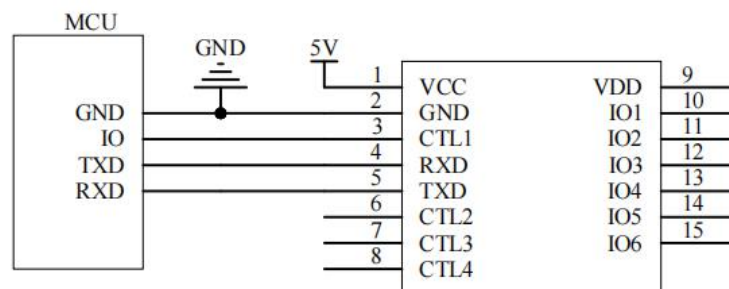 MCU
GND 5V
1 VCC VDD 9
GND 2 GND IO1 10
IO 3 CTL1 IO2 11
TXD 4 RXD IO3 12
RXD 5 TXD IO4 13
6 CTL2 IO5 14
7 CTL3 IO6 15
8 CTL4